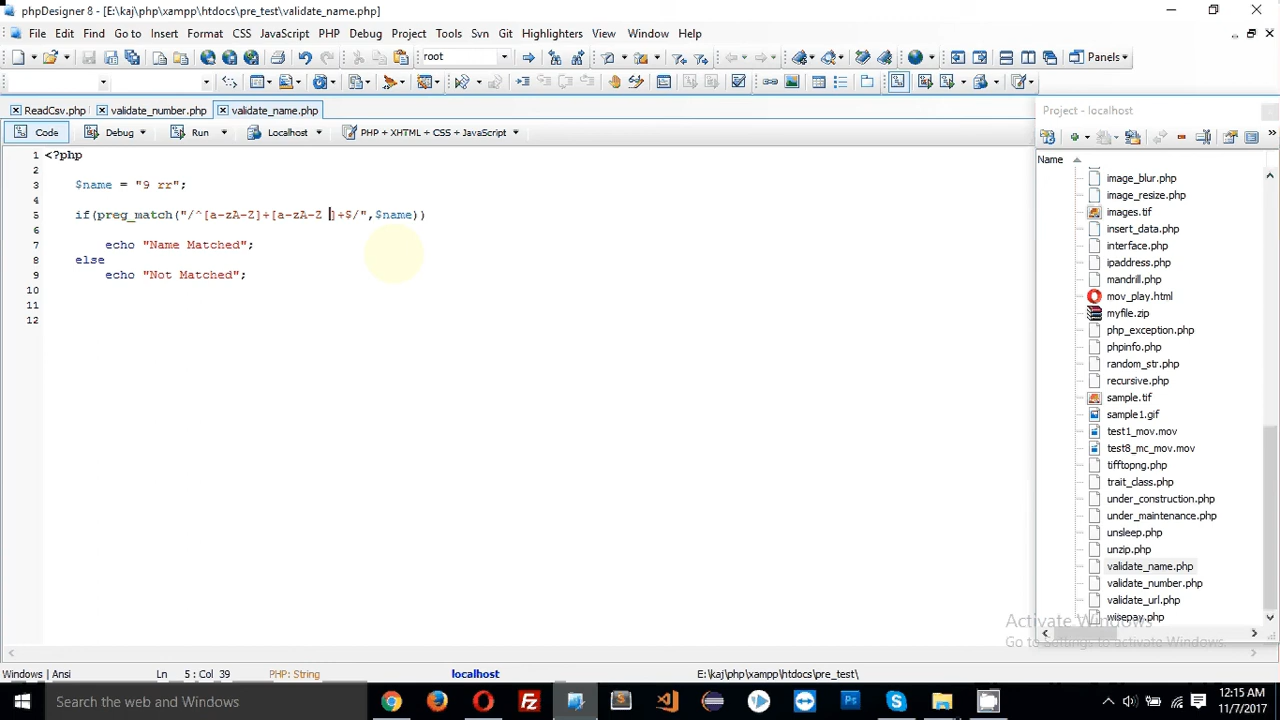 phpDesigner 8 - [E:\kaj\php\xampp\htdocs\pre_test\validate_name.php]
File Edit Find Go to Insert Format CSS JavaScript PHP Debug Project Tools Svn Git Highlighters View Window Help
root Panels
ReadCsv.php validate_number.php validate_name.php
Code Debug Run Localhost PHP + XHTML + CSS + JavaScript
Project - localhost
Name
1 <?php
2
3 $name = "9 rr";
4
5 if(preg_match("/^[a-zA-Z]+[a-zA-Z ]+$/",$name))
6
7 echo "Name Matched";
8 else
9 echo "Not Matched";
10
11
12
image_blur.php
image_resize.php
images.tif
insert_data.php
interface.php
ipaddress.php
mandrill.php
mov_play.html
myfile.zip
php_exception.php
phpinfo.php
random_str.php
recursive.php
sample.tif
sample1.gif
test1_mov.mov
test8_mc_mov.mov
tifftopng.php
trait_class.php
under_construction.php
under_maintenance.php
unsleep.php
unzip.php
validate_name.php
validate_number.php
validate_url.php
wisepay.php
Activate Windows
Go to Settings to activate Windows.
Windows | Ansi Ln 5 : Col 39 PHP: String localhost E:\kaj\php\xampp\htdocs\pre_test\
Search the web and Windows
12:15 AM
11/7/2017